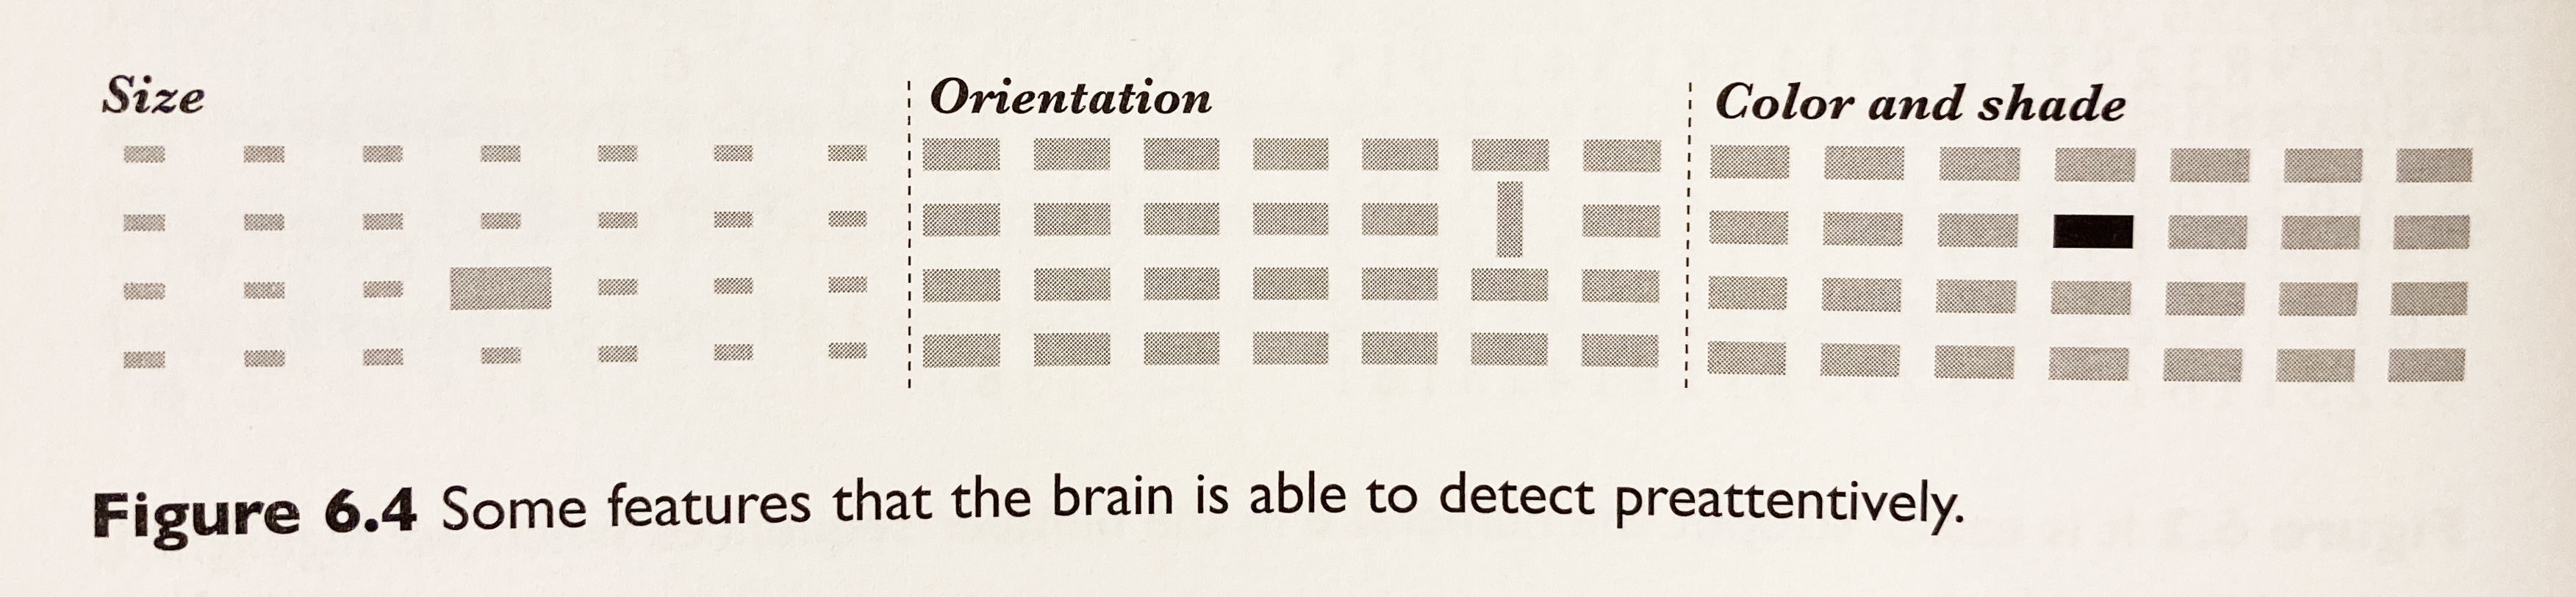 Size
Orientation
Color and shade
Figure 6.4 Some features that the brain is able to detect preattentively.